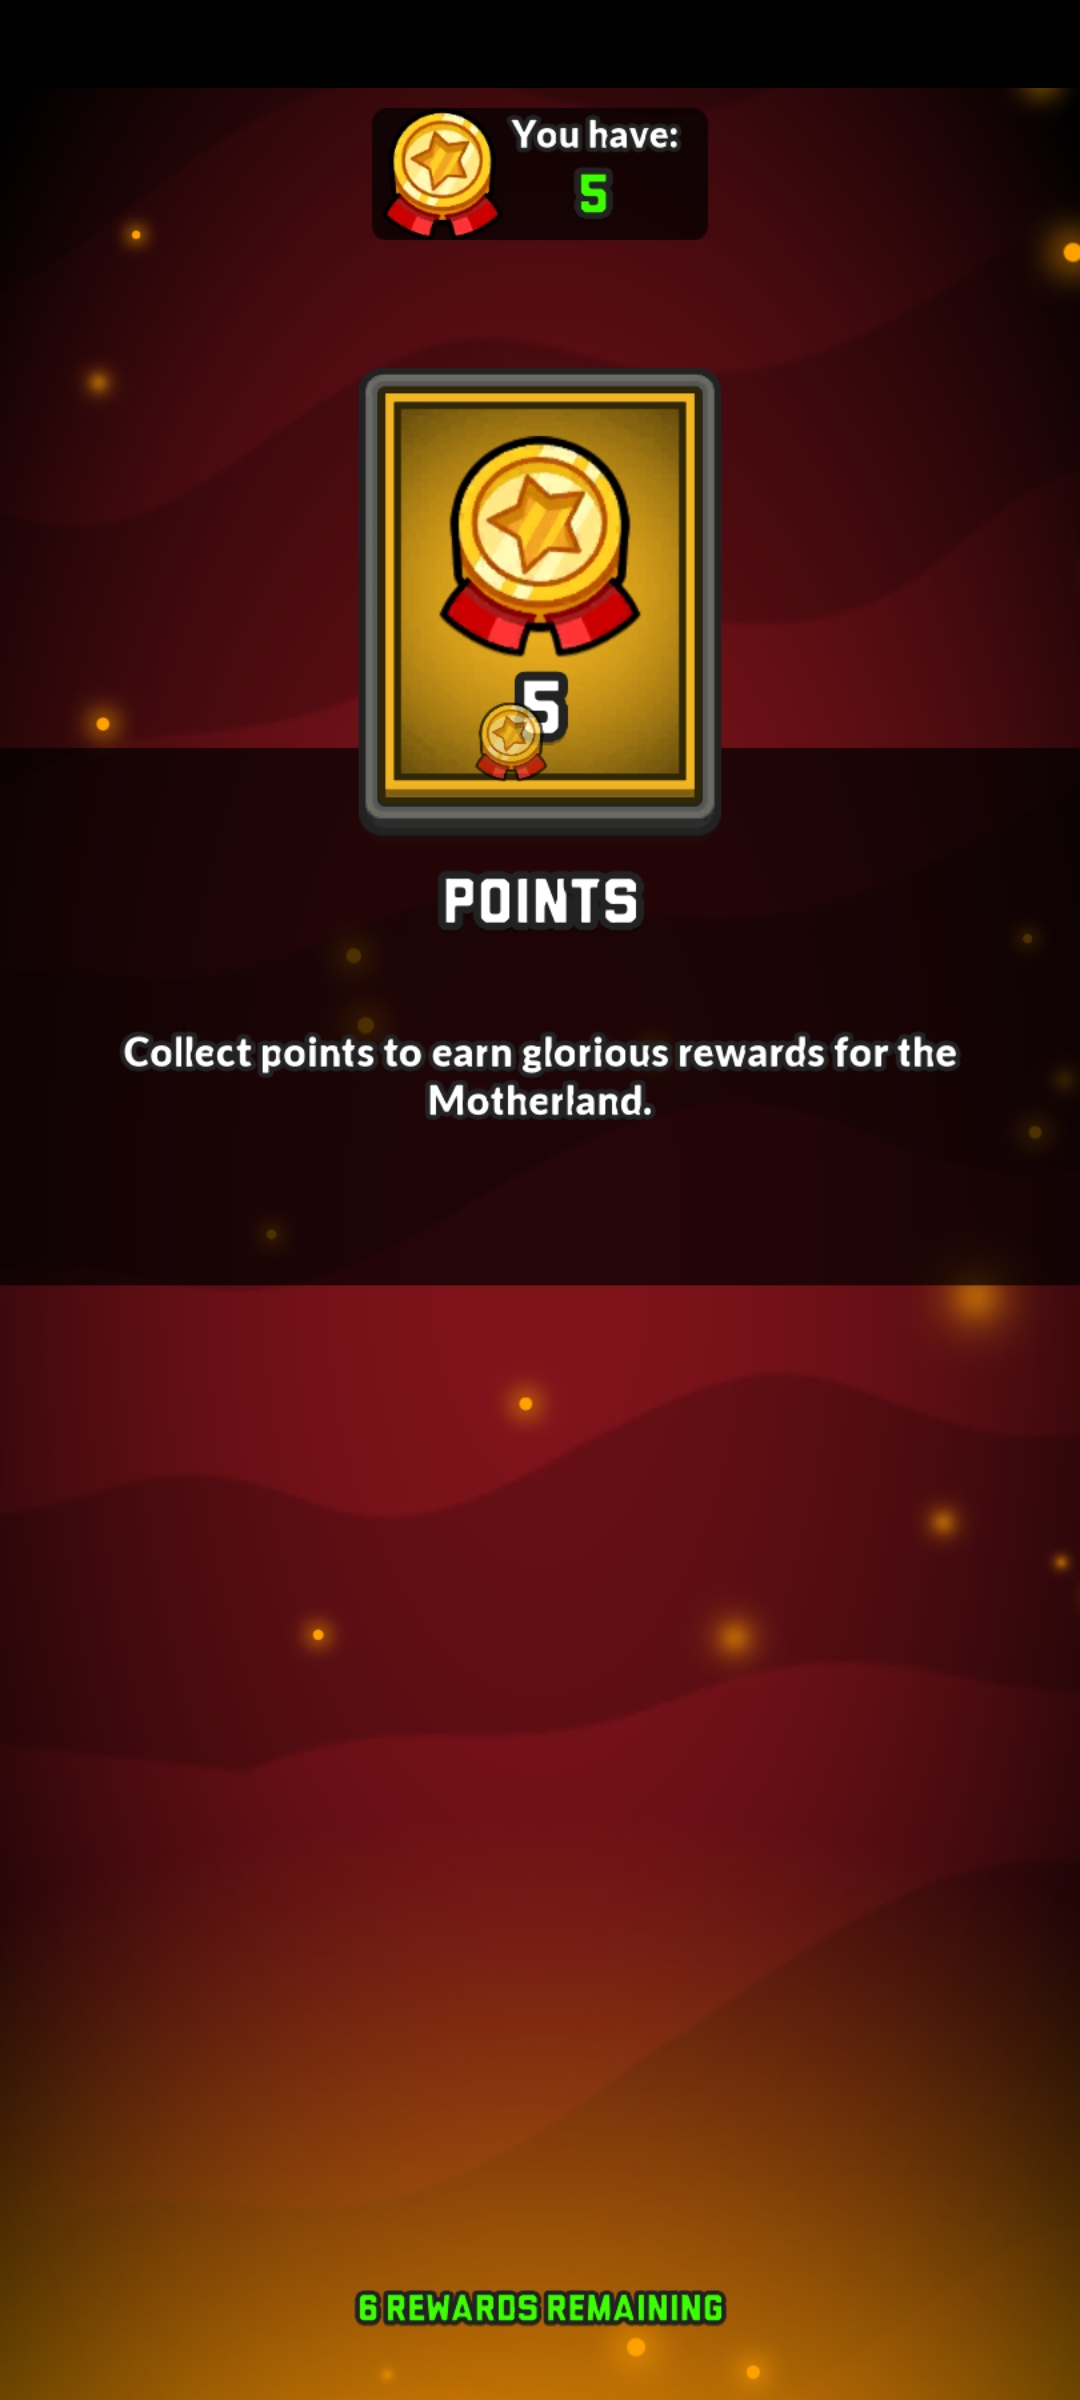 You have:
5
5
POINTS
Collect points to earn glorious rewards for the
Motherland.
6 REWARDS REMAINING